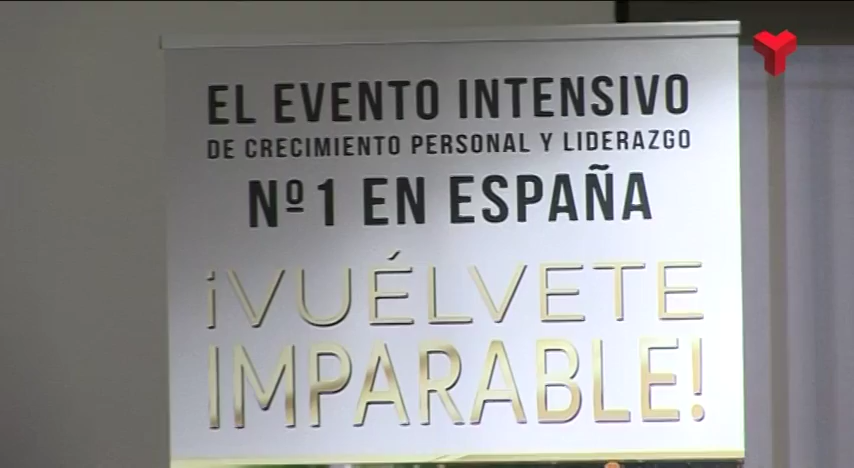 EL EVENTO INTENSIVO
DE CRECIMIENTO PERSONAL Y LIDERAZGO
Nº1 EN ESPAÑA
¡VUÉLVETE
IMPARABLE!